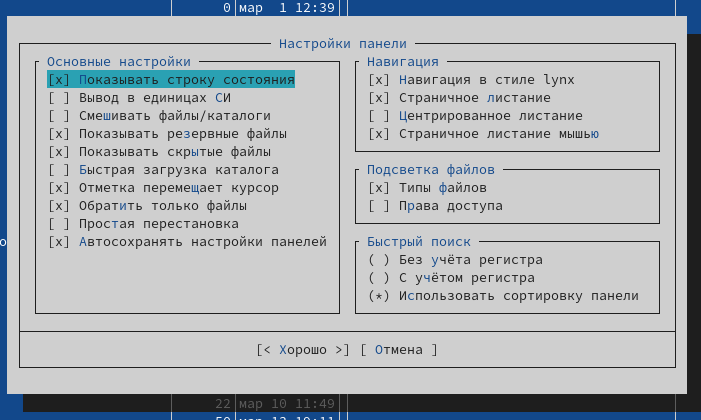 0 мар  1 12:39
Настройки панели
Основные настройки
[x] Показывать строку состояния
[ ] Вывод в единицах СИ
[ ] Смешивать файлы/каталоги
[x] Показывать резервные файлы
[x] Показывать скрытые файлы
[ ] Быстрая загрузка каталога
[x] Отметка перемещает курсор
[x] Обратить только файлы
[ ] Простая перестановка
[x] Автосохранять настройки панелей
Навигация
[x] Навигация в стиле lynx
[x] Страничное листание
[ ] Центрированное листание
[x] Страничное листание мышью
Подсветка файлов
[x] Типы файлов
[ ] Права доступа
Быстрый поиск
( ) Без учёта регистра
( ) С учётом регистра
(*) Использовать сортировку панели
[< Хорошо >] [ Отмена ]
22 мар 10 11:49